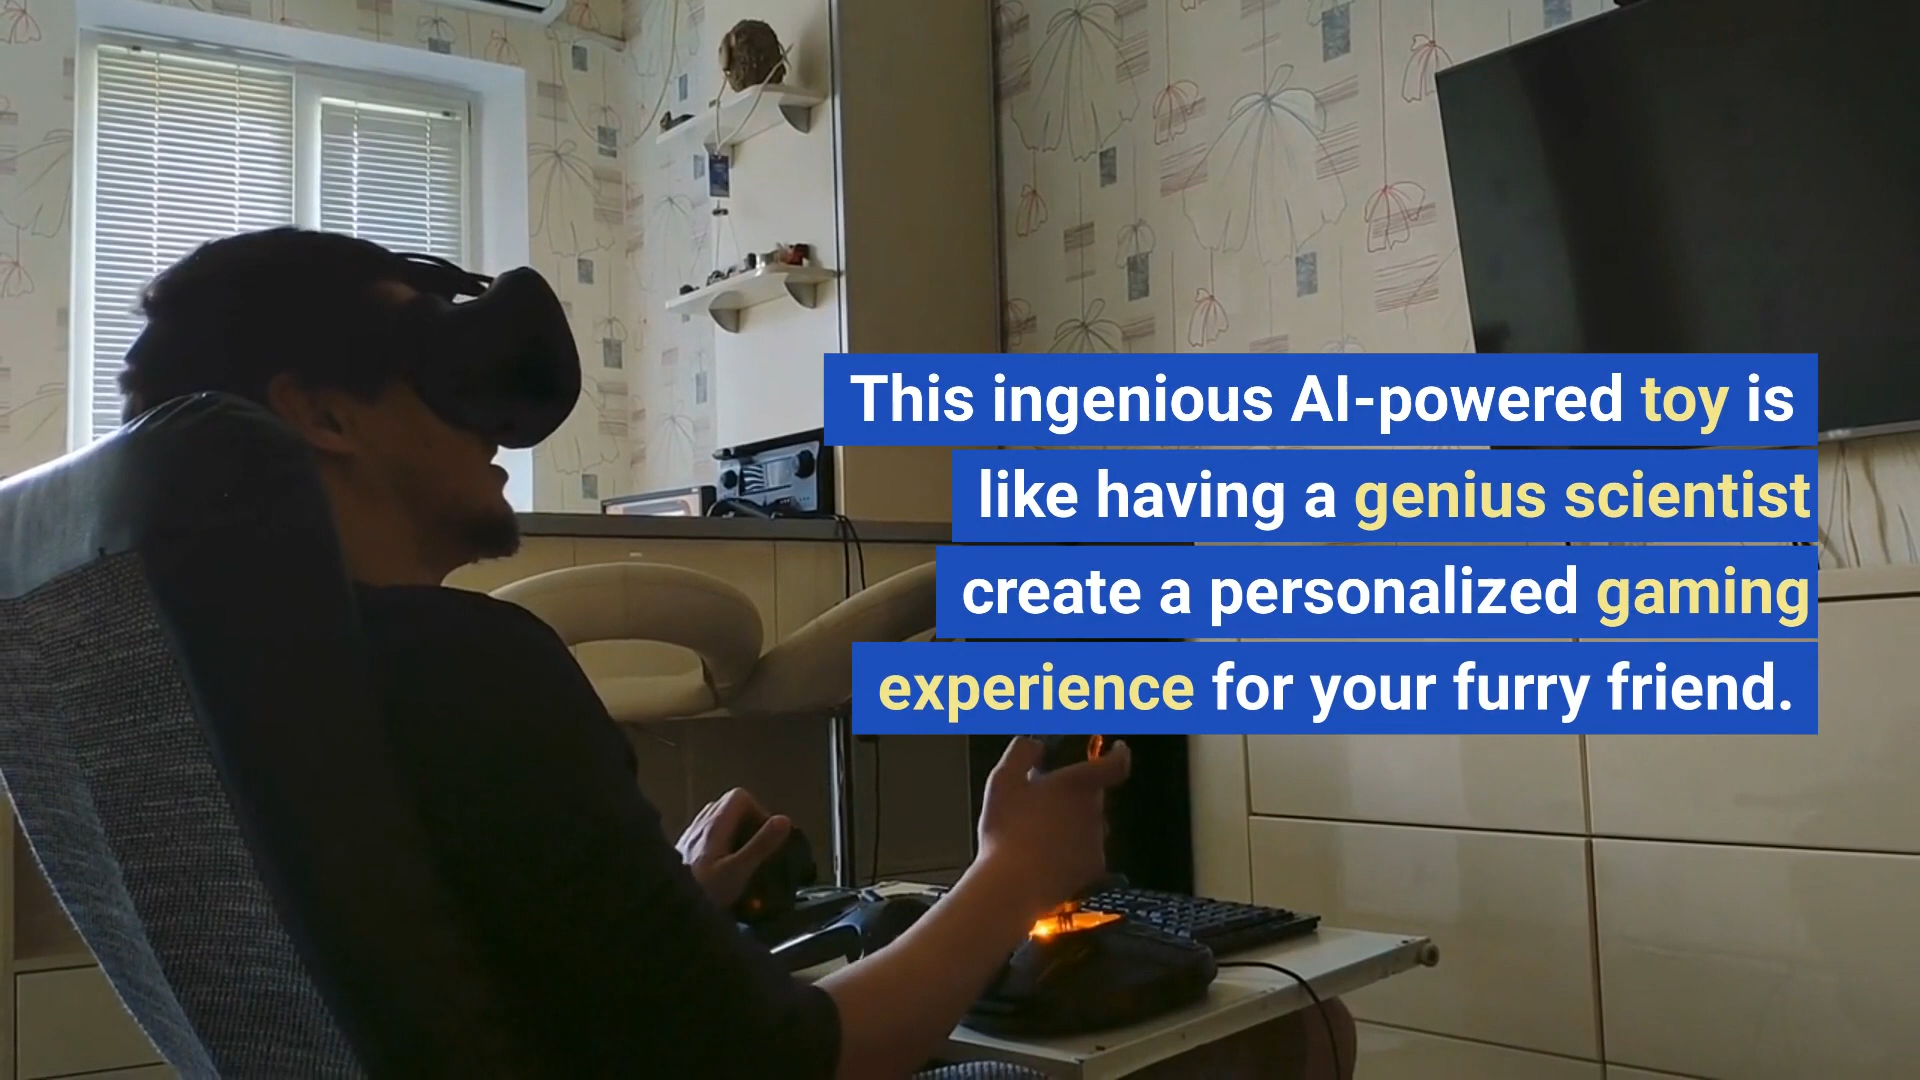 This ingenious AI-powered toy is
like having a genius scientist
create a personalized gaming
experience for your furry friend.